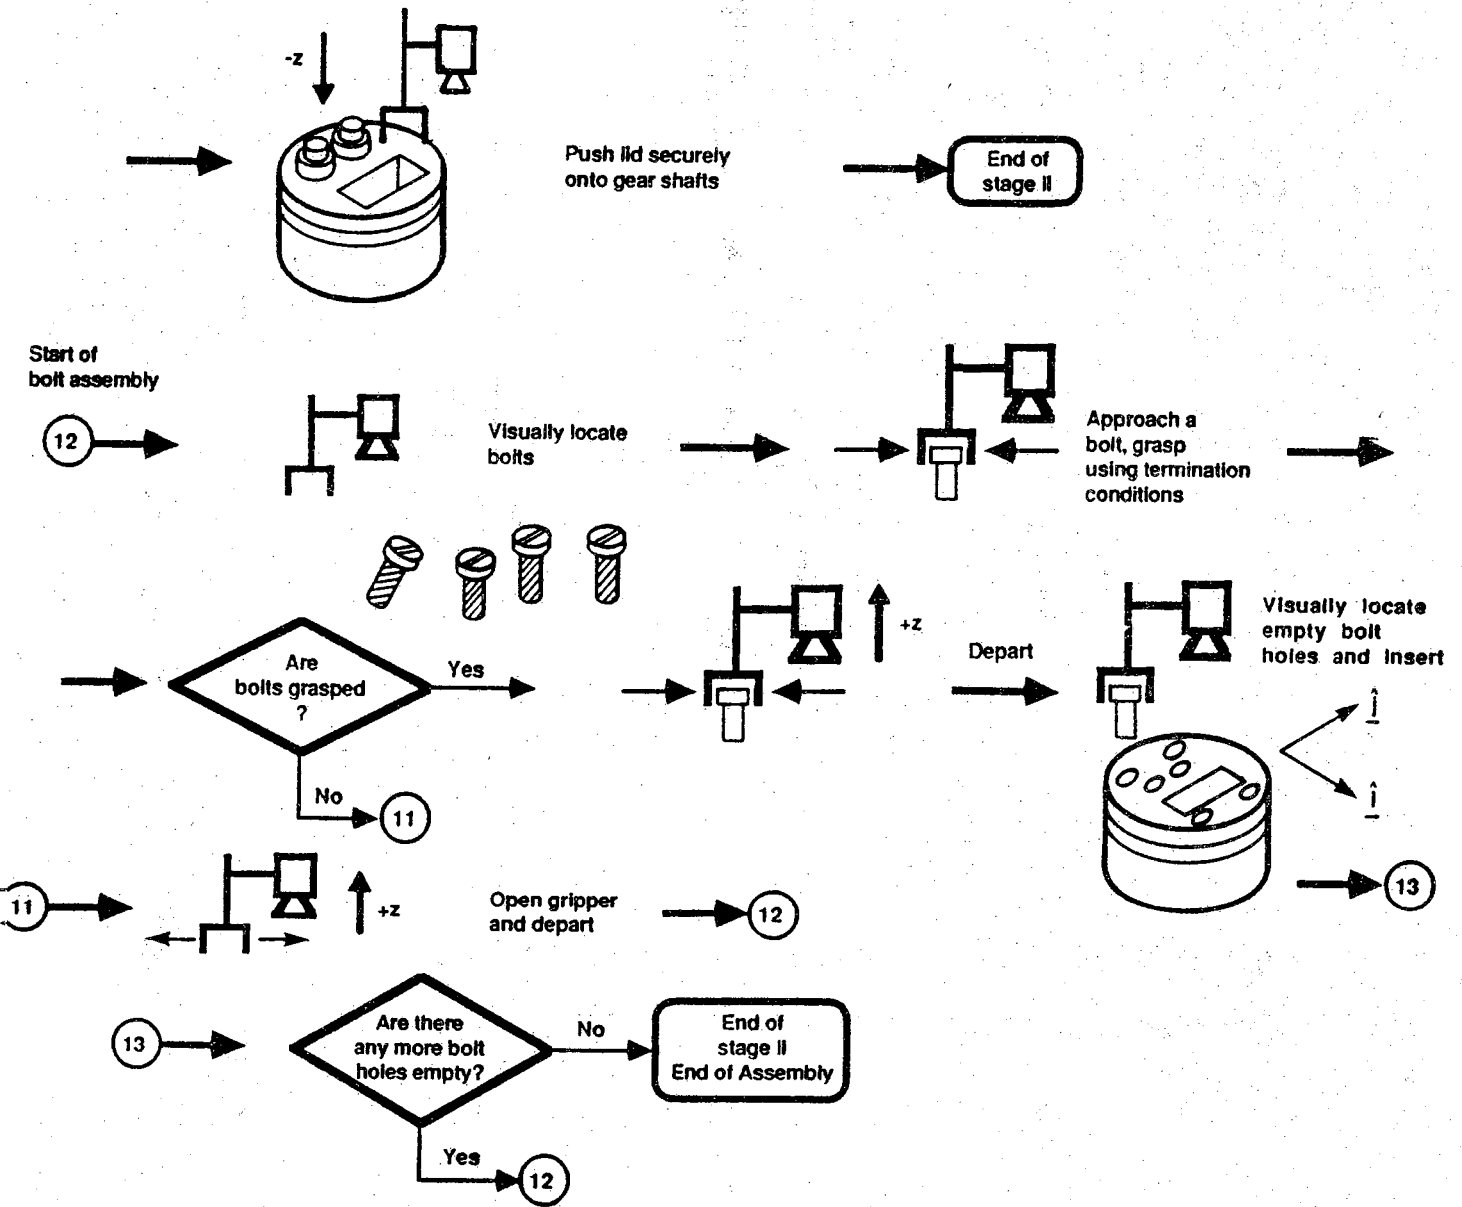 -z
Push lid securely
onto gear shafts
End of
stage II
Start of
bolt assembly
12
Visually locate
bolts
Approach a
bolt, grasp
using termination
conditions
Are
bolts grasped
?
Yes
No
11
+z
Depart
Visually locate
empty bolt
holes and insert
ĵ
ĵ
13
11
+z
Open gripper
and depart
12
13
Are there
any more bolt
holes empty?
No
End of
stage II
End of Assembly
Yes
12